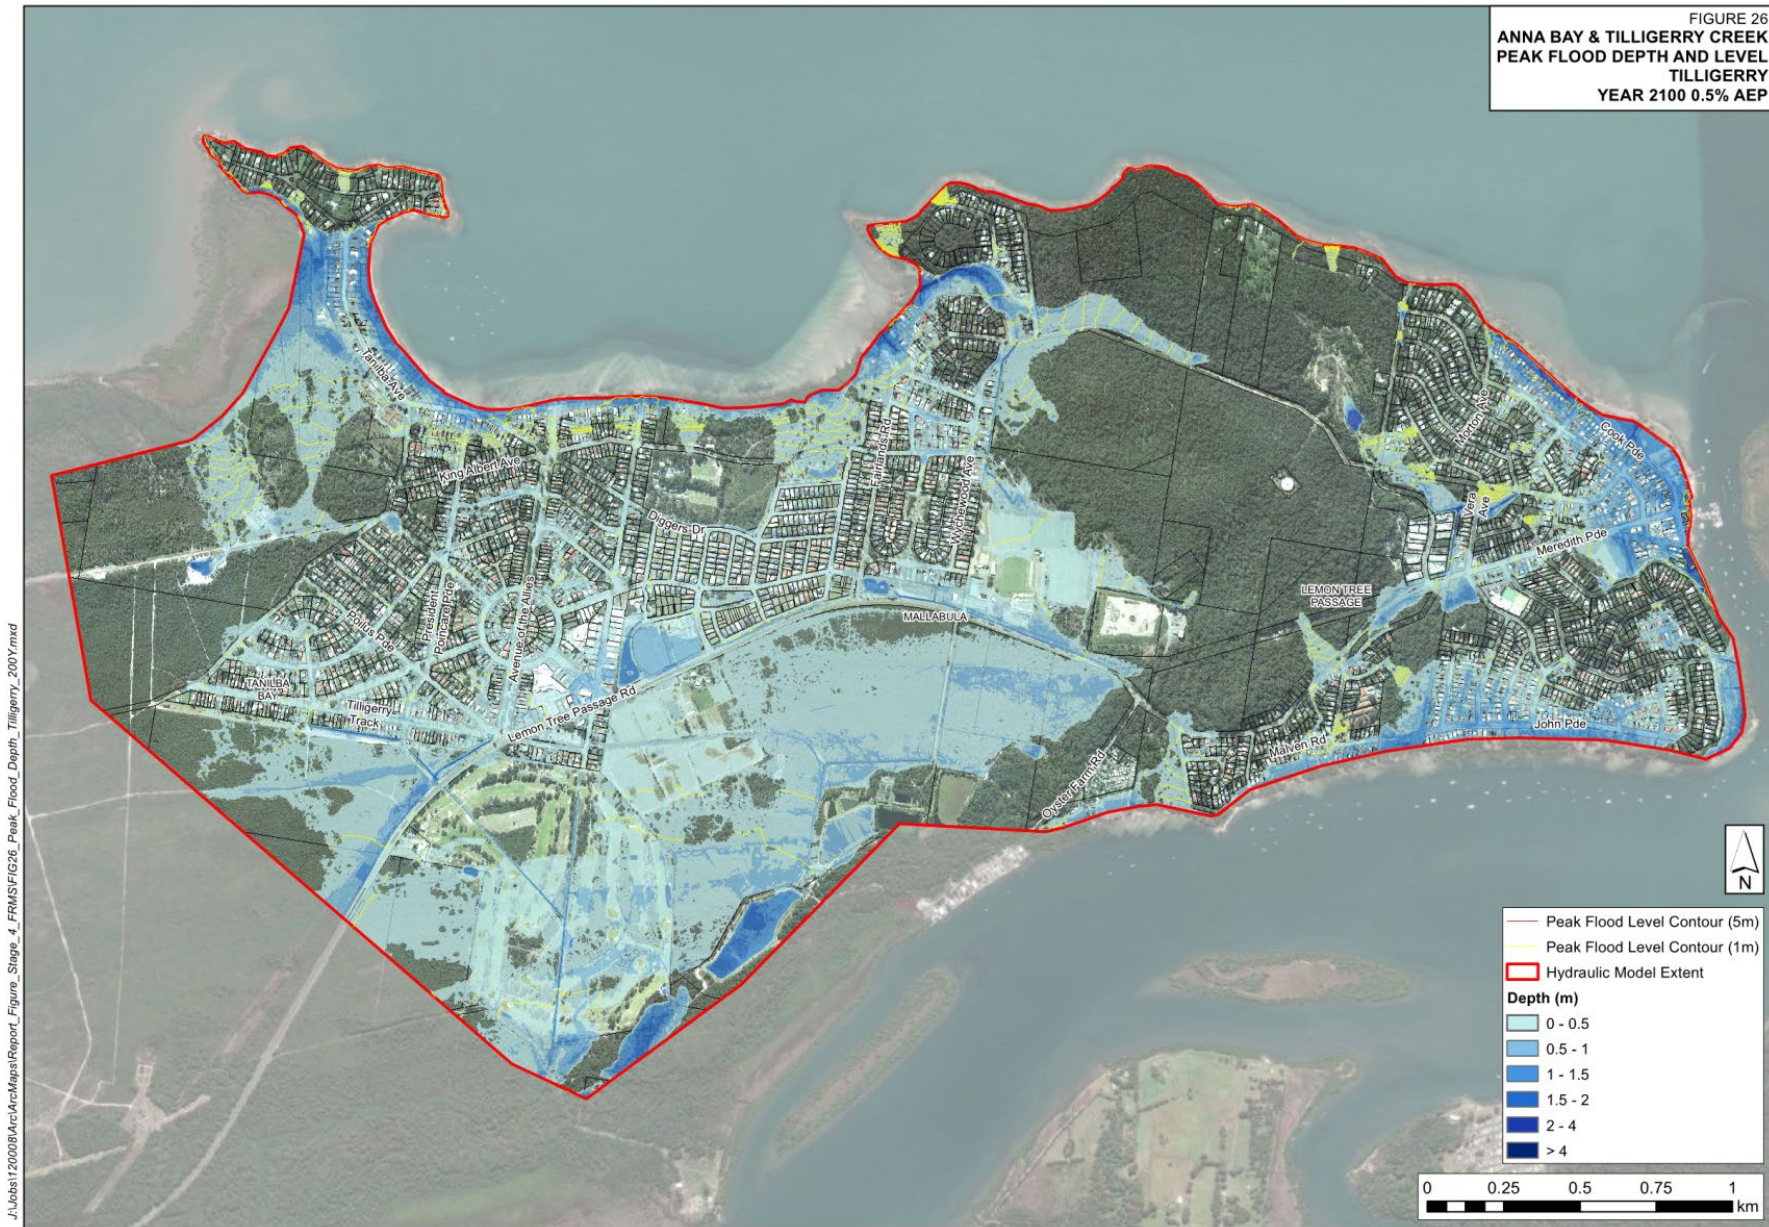 FIGURE 26
ANNA BAY & TILLIGERRY CREEK
PEAK FLOOD DEPTH AND LEVEL
TILLIGERRY
YEAR 2100 0.5% AEP
Tanilba Ave
King Albert Ave
Diggers Dr
Fairlands Rd
Wychewood Ave
Morton Ave
Cook Pde
Vera
Ave
Meredith Pde
LEMON TREE
PASSAGE
MALLABULA
President
Poincare Pde
Poilus Pde
Avenue of the Allies
TANILBA
BAY
Tilligerry
Track
Lemon Tree Passage Rd
Oyster Farm Rd
Malven Rd
John Pde
N
Peak Flood Level Contour (5m)
Peak Flood Level Contour (1m)
Hydraulic Model Extent
Depth (m)
0 - 0.5
0.5 - 1
1 - 1.5
1.5 - 2
2 - 4
> 4
0 0.25 0.5 0.75 1
km
J:\Jobs\120008\Arc\ArcMaps\Report_Figure_Stage_4_FRMS\FIG26_Peak_Flood_Depth_Tilligerry_200Y.mxd